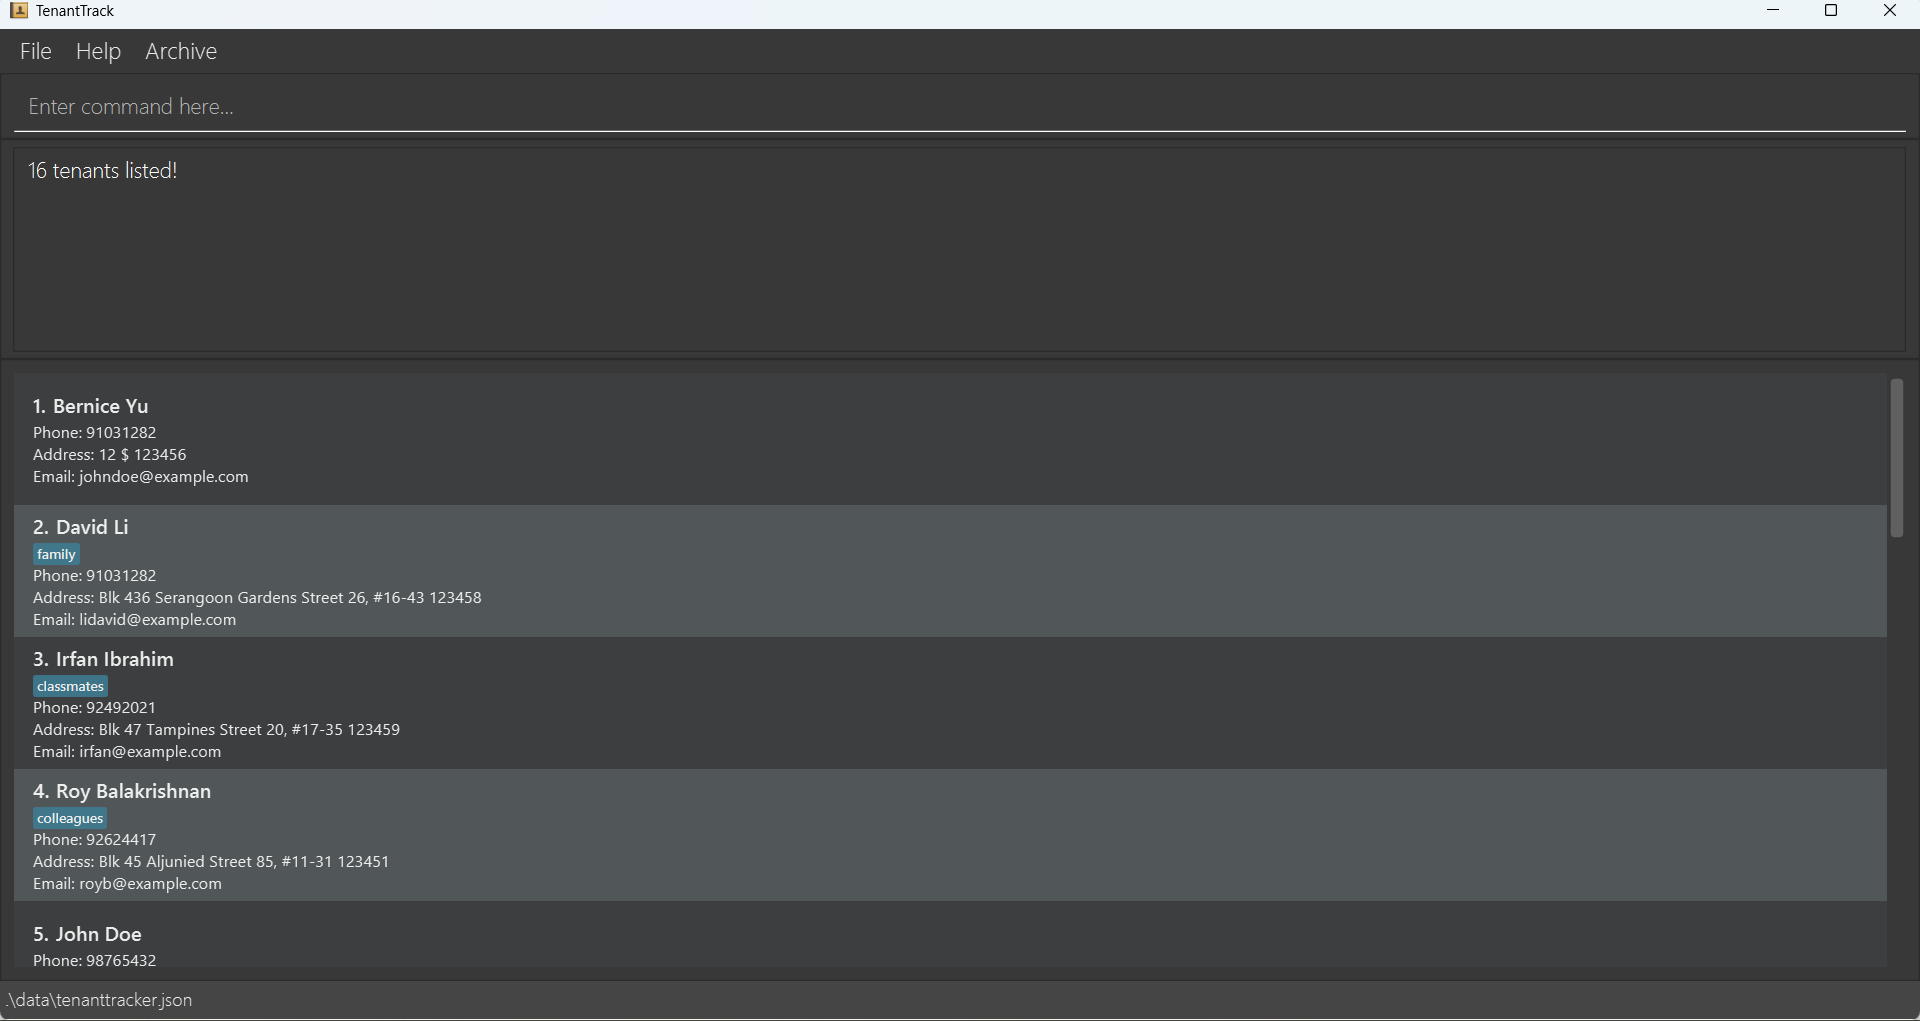 TenantTrack
File Help Archive
Enter command here...
16 tenants listed!
1. Bernice Yu
Phone: 91031282
Address: 12 $ 123456
Email: johndoe@example.com
2. David Li
family
Phone: 91031282
Address: Blk 436 Serangoon Gardens Street 26, #16-43 123458
Email: lidavid@example.com
3. Irfan Ibrahim
classmates
Phone: 92492021
Address: Blk 47 Tampines Street 20, #17-35 123459
Email: irfan@example.com
4. Roy Balakrishnan
colleagues
Phone: 92624417
Address: Blk 45 Aljunied Street 85, #11-31 123451
Email: royb@example.com
5. John Doe
Phone: 98765432
.\data\tenanttracker.json